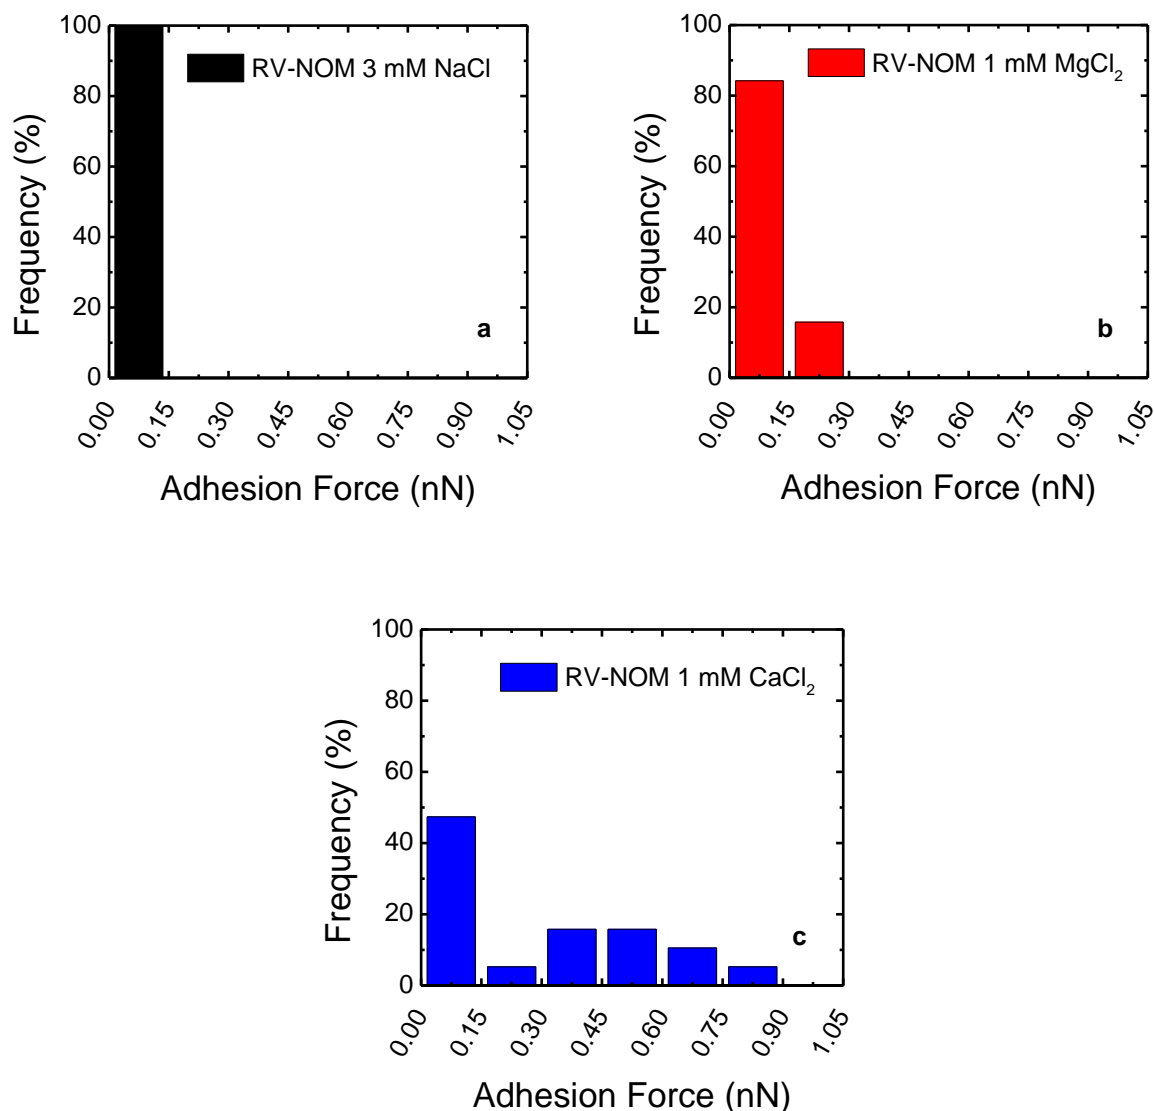 RV-NOM 3 mM NaCl
Frequency (%)
100
80
60
40
20
0
0.00 0.15 0.30 0.45 0.60 0.75 0.90 1.05
Adhesion Force (nN)
a
RV-NOM 1 mM MgCl₂
Frequency (%)
100
80
60
40
20
0
0.00 0.15 0.30 0.45 0.60 0.75 0.90 1.05
Adhesion Force (nN)
b
RV-NOM 1 mM CaCl₂
Frequency (%)
100
80
60
40
20
0
0.00 0.15 0.30 0.45 0.60 0.75 0.90 1.05
Adhesion Force (nN)
c